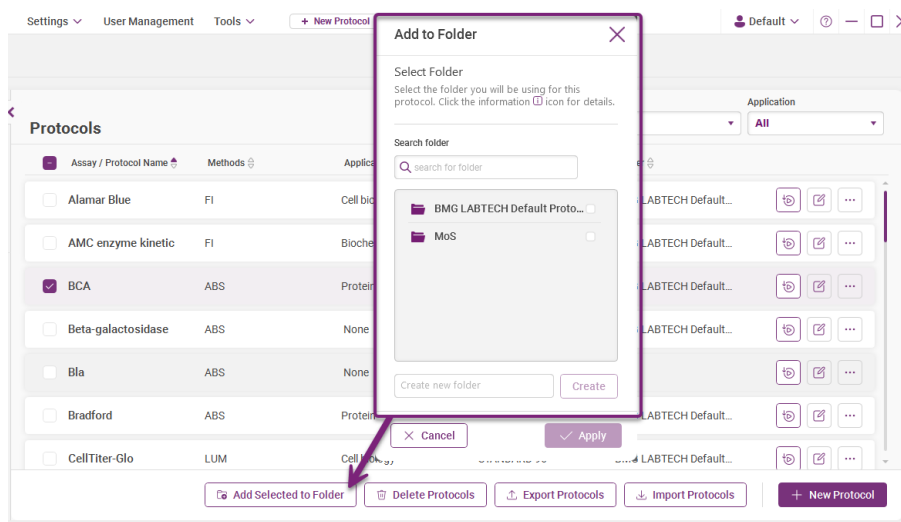 Settings User Management Tools + New Protocol Default
Add to Folder
Select Folder
Select the folder you will be using for this
protocol. Click the information i icon for details.
Search folder
search for folder
BMG LABTECH Default Proto...
MoS
Create new folder Create
Cancel Apply
Application
All
Protocols
Assay / Protocol Name Methods
Alamar Blue FI Cell LABTECH Default...
AMC enzyme kinetic FI LABTECH Default...
BCA ABS Protein LABTECH Default...
Beta-galactosidase ABS None LABTECH Default...
Bla ABS None
Bradford ABS Protein LABTECH Default...
CellTiter-Glo LUM Cell LABTECH Default...
Add Selected to Folder Delete Protocols Export Protocols Import Protocols + New Protocol